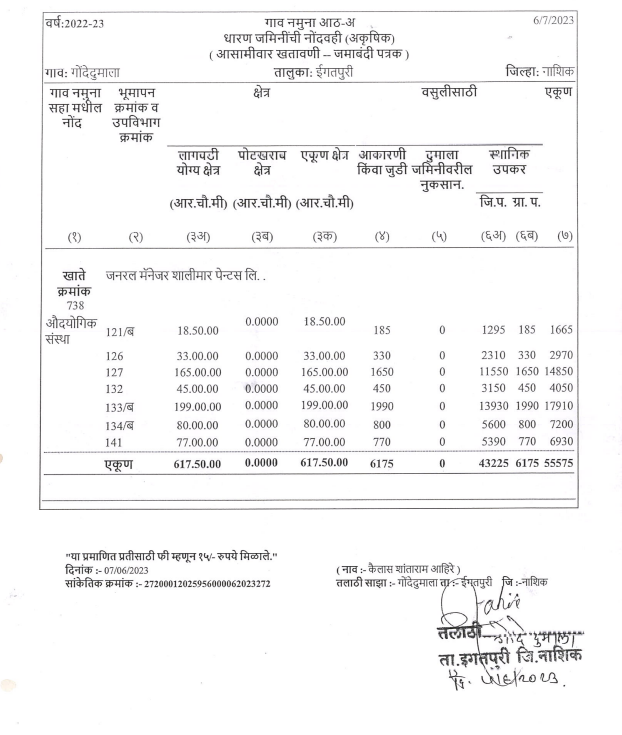 वर्ष:2022-23 गाव नमुना आठ-अ 6/7/2023
धारण जमिनींची नोंदवही (अकृषिक)
( आसामीवार खतावणी – जमाबंदी पत्रक )
गाव: गोंदेदुमाला तालुका: ईगतपुरी जिल्हा: नाशिक
गाव नमुना सहा मधील नोंद भूमापन क्रमांक व उपविभाग क्रमांक क्षेत्र वसुलीसाठी एकूण
लागवडी योग्य क्षेत्र पोटखराब क्षेत्र एकूण क्षेत्र आकारणी किंवा जुडी दुमाला जमिनीवरील नुकसान. स्थानिक उपकर
(आर.चौ.मी) (आर.चौ.मी) (आर.चौ.मी) जि.प. ग्रा. प.
(१) (२) (३अ) (३ब) (३क) (४) (५) (६अ) (६ब) (७)
खाते क्रमांक 738 जनरल मॅनेजर शालीमार पेन्टस लि. .
औदयोगिक संस्था 121/ब 18.50.00 0.0000 18.50.00 185 0 1295 185 1665
126 33.00.00 0.0000 33.00.00 330 0 2310 330 2970
127 165.00.00 0.0000 165.00.00 1650 0 11550 1650 14850
132 45.00.00 0.0000 45.00.00 450 0 3150 450 4050
133/ब 199.00.00 0.0000 199.00.00 1990 0 13930 1990 17910
134/ब 80.00.00 0.0000 80.00.00 800 0 5600 800 7200
141 77.00.00 0.0000 77.00.00 770 0 5390 770 6930
एकूण 617.50.00 0.0000 617.50.00 6175 0 43225 6175 55575
"या प्रमाणित प्रतीसाठी फी म्हणून १५/- रुपये मिळाले."
दिनांक :- 07/06/2023 ( नाव :- कैलास शांताराम आहिरे )
सांकेतिक क्रमांक :- 2720001202595600006202​3272 तलाठी साझा :- गोंदेदुमाला ता :- ईगतपुरी जि :-नाशिक
तलाठी गोंदे दुमाला
ता.इगतपुरी जि.नाशिक